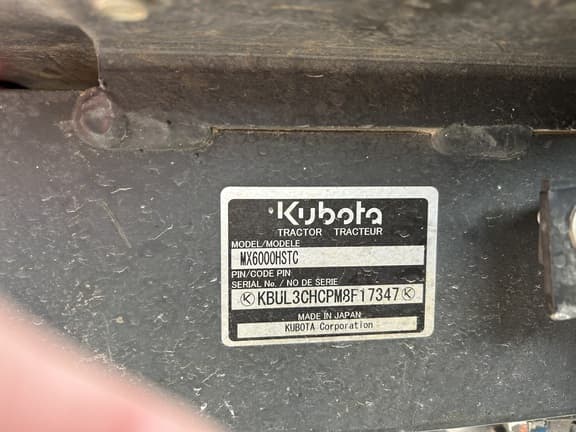 Kubota
TRACTOR TRACTEUR
MODEL/MODELE
MX6000HSTC
PIN/CODE PIN
SERIAL No. / NO DE SERIE
KBUL3CHCPM8F17347
MADE IN JAPAN
KUBOTA Corporation